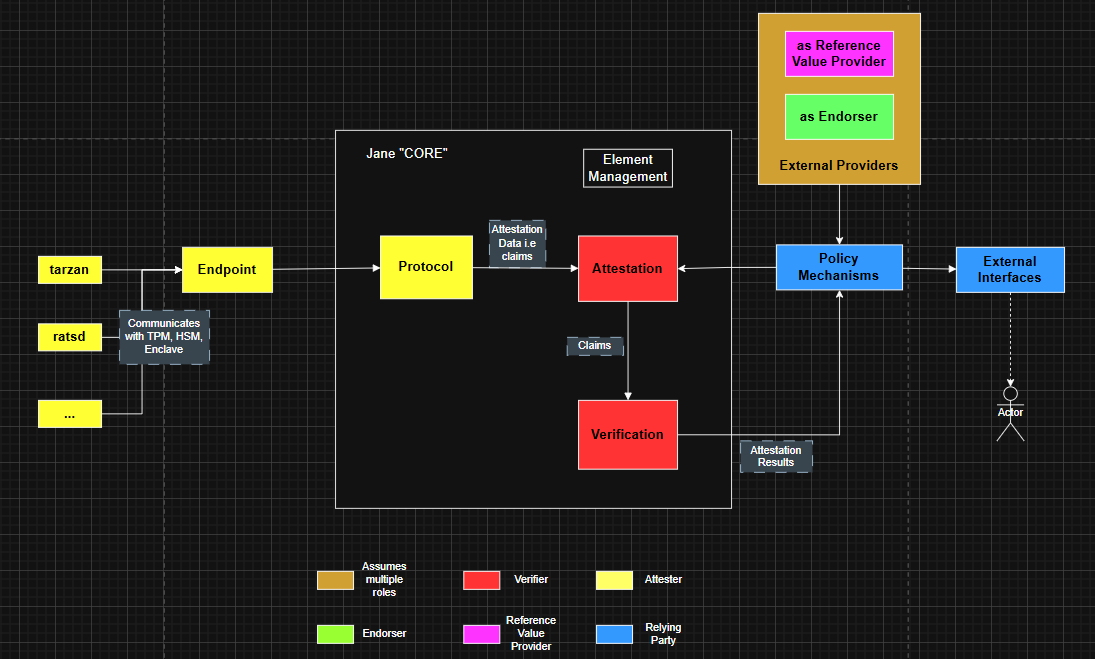 as Reference
Value Provider
as Endorser
External Providers
Jane "CORE"
Element
Management
Attestation
Data i.e
claims
tarzan
Endpoint
Protocol
Attestation
Policy
Mechanisms
External
Interfaces
ratsd
Communicates
with TPM, HSM,
Enclave
Claims
...
Actor
Verification
Attestation
Results
Assumes
multiple
roles
Verifier
Attester
Endorser
Reference
Value
Provider
Relying
Party